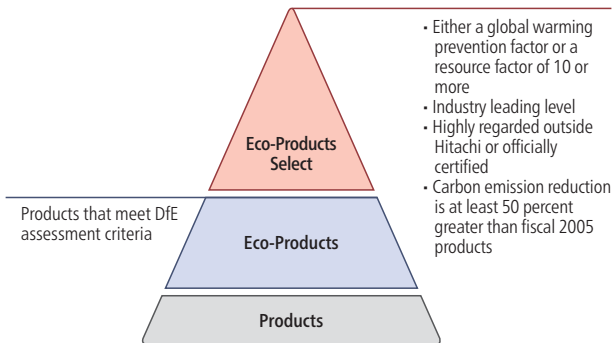 · Either a global warming
prevention factor or a
resource factor of 10 or
more
· Industry leading level
· Highly regarded outside
Hitachi or officially
certified
· Carbon emission reduction
is at least 50 percent
greater than fiscal 2005
products
Eco-Products
Select
Products that meet DfE
assessment criteria
Eco-Products
Products